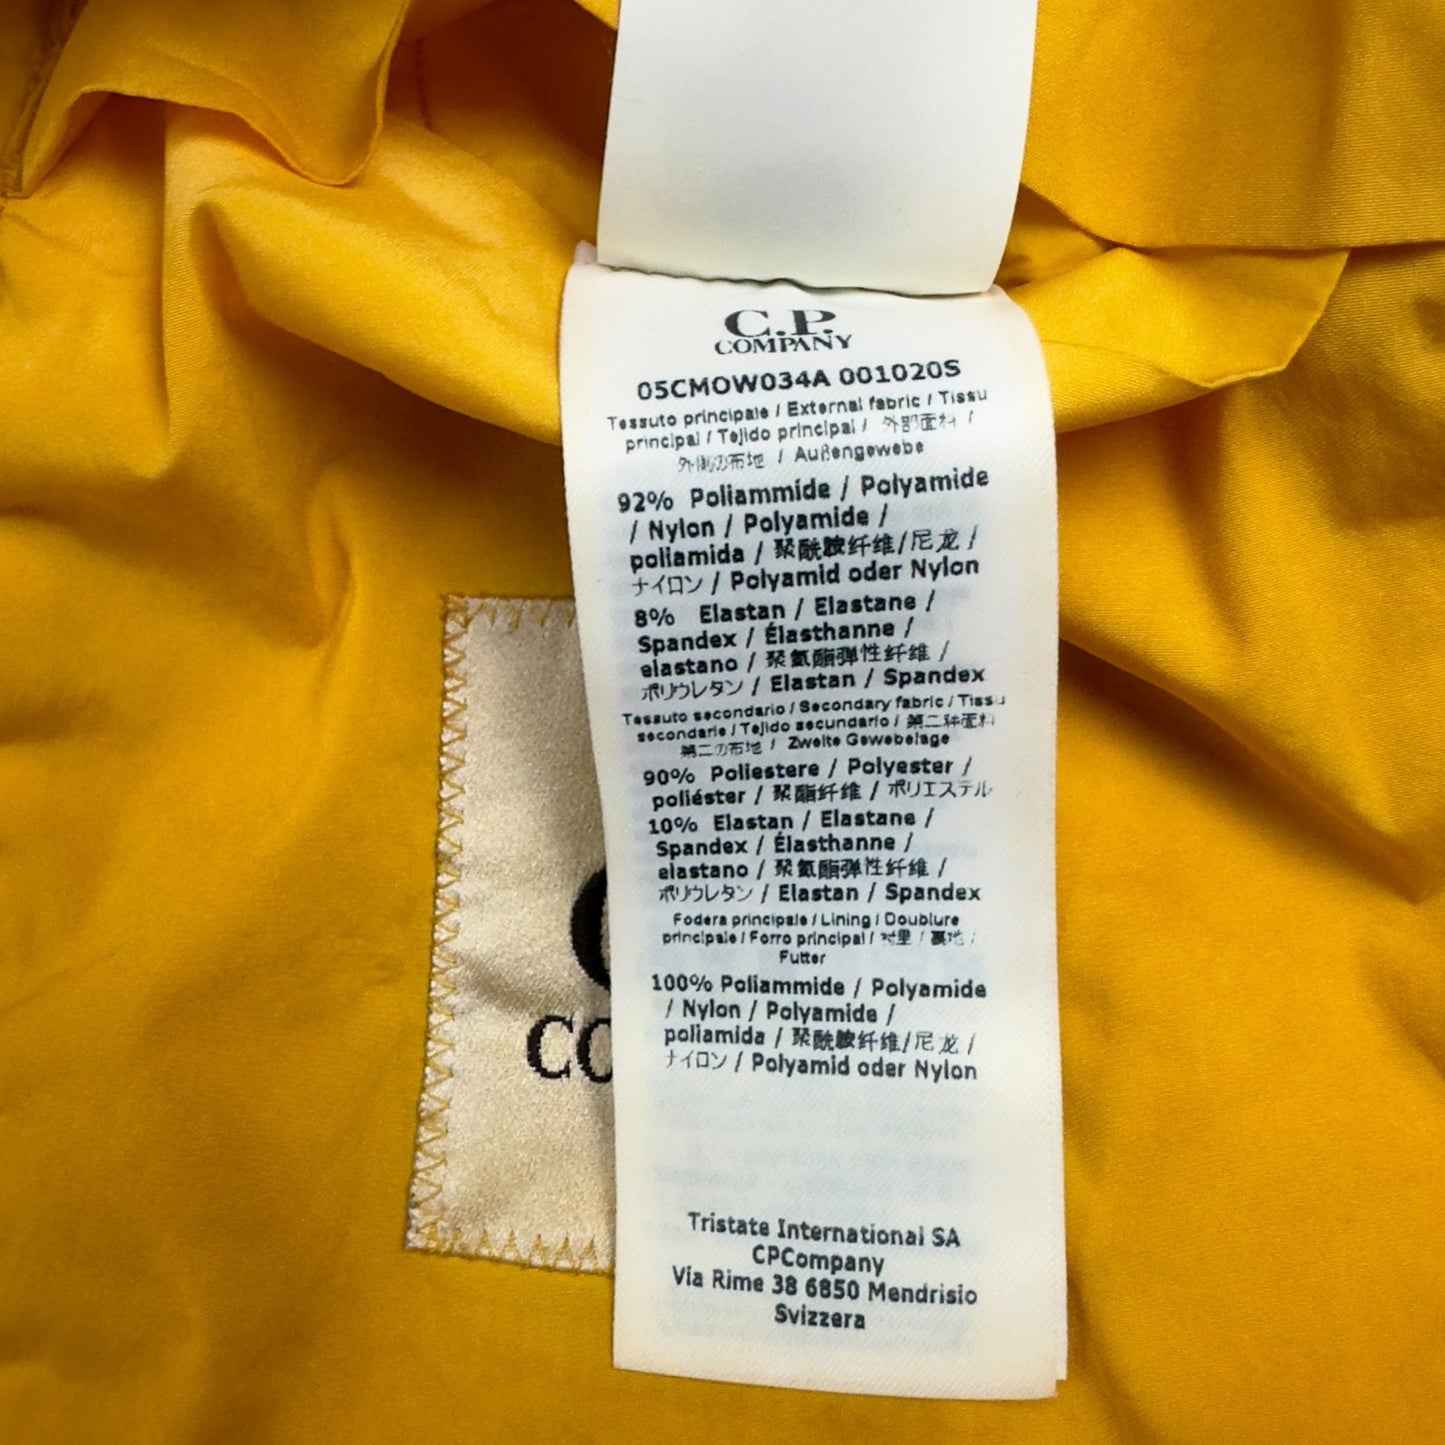 C.P.
COMPANY
05CMOW034A 001020S
Tessuto principale / External fabric / Tissu
principal / Tejido principal / 外部面料 /
外側の布地 / Außengewebe
92% Poliammide / Polyamide
/ Nylon / Polyamide /
poliamida / 聚酰胺纤维/尼龙 /
ナイロン / Polyamid oder Nylon
8% Elastan / Elastane /
Spandex / Élasthanne /
elastano / 聚氨酯弹性纤维 /
ポリウレタン / Elastan / Spandex
Tessuto secondario / Secondary fabric / Tissu
secondarie / Tejido secundario / 第二种面料
第二の布地 / Zweite Gewebelage
90% Poliestere / Polyester /
poliéster / 聚酯纤维 / ポリエステル
10% Elastan / Elastane /
Spandex / Élasthanne /
elastano / 聚氨酯弹性纤维 /
ポリウレタン / Elastan / Spandex
Fodera principale / Lining / Doublure
principale / Forro principal / 衬里 / 裏地 /
Futter
100% Poliammide / Polyamide
/ Nylon / Polyamide /
poliamida / 聚酰胺纤维/尼龙 /
ナイロン / Polyamid oder Nylon
Tristate International SA
CPCompany
Via Rime 38 6850 Mendrisio
Svizzera
CO